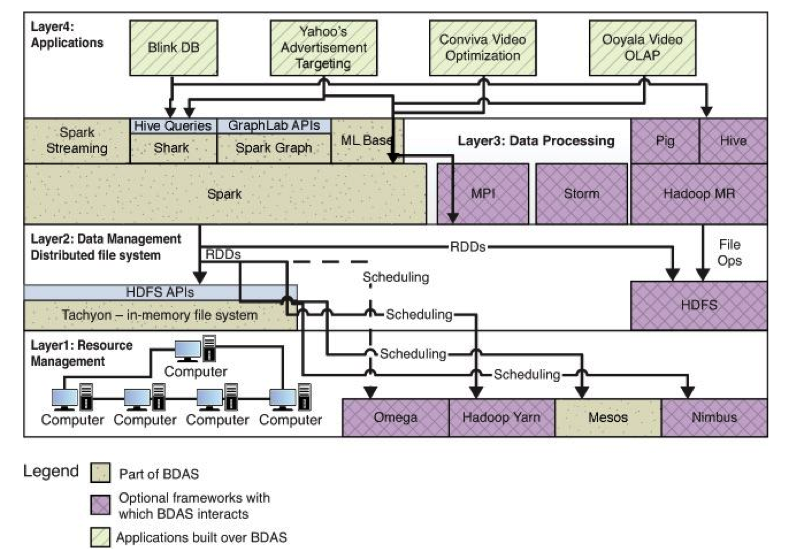 Layer4:
Applications
Blink DB
Yahoo's
Advertisement
Targeting
Conviva Video
Optimization
Ooyala Video
OLAP
Spark
Streaming
Hive Queries
Shark
GraphLab APIs
Spark Graph
ML Base
Layer3: Data Processing
Pig
Hive
Spark
MPI
Storm
Hadoop MR
Layer2: Data Management
Distributed file system
RDDs
RDDs
File
Ops
Scheduling
HDFS APIs
Tachyon – in-memory file system
Scheduling
HDFS
Layer1: Resource
Management
Computer
Scheduling
Scheduling
Computer
Computer
Computer
Computer
Omega
Hadoop Yarn
Mesos
Nimbus
Legend
Part of BDAS
Optional frameworks with
which BDAS interacts
Applications built over BDAS